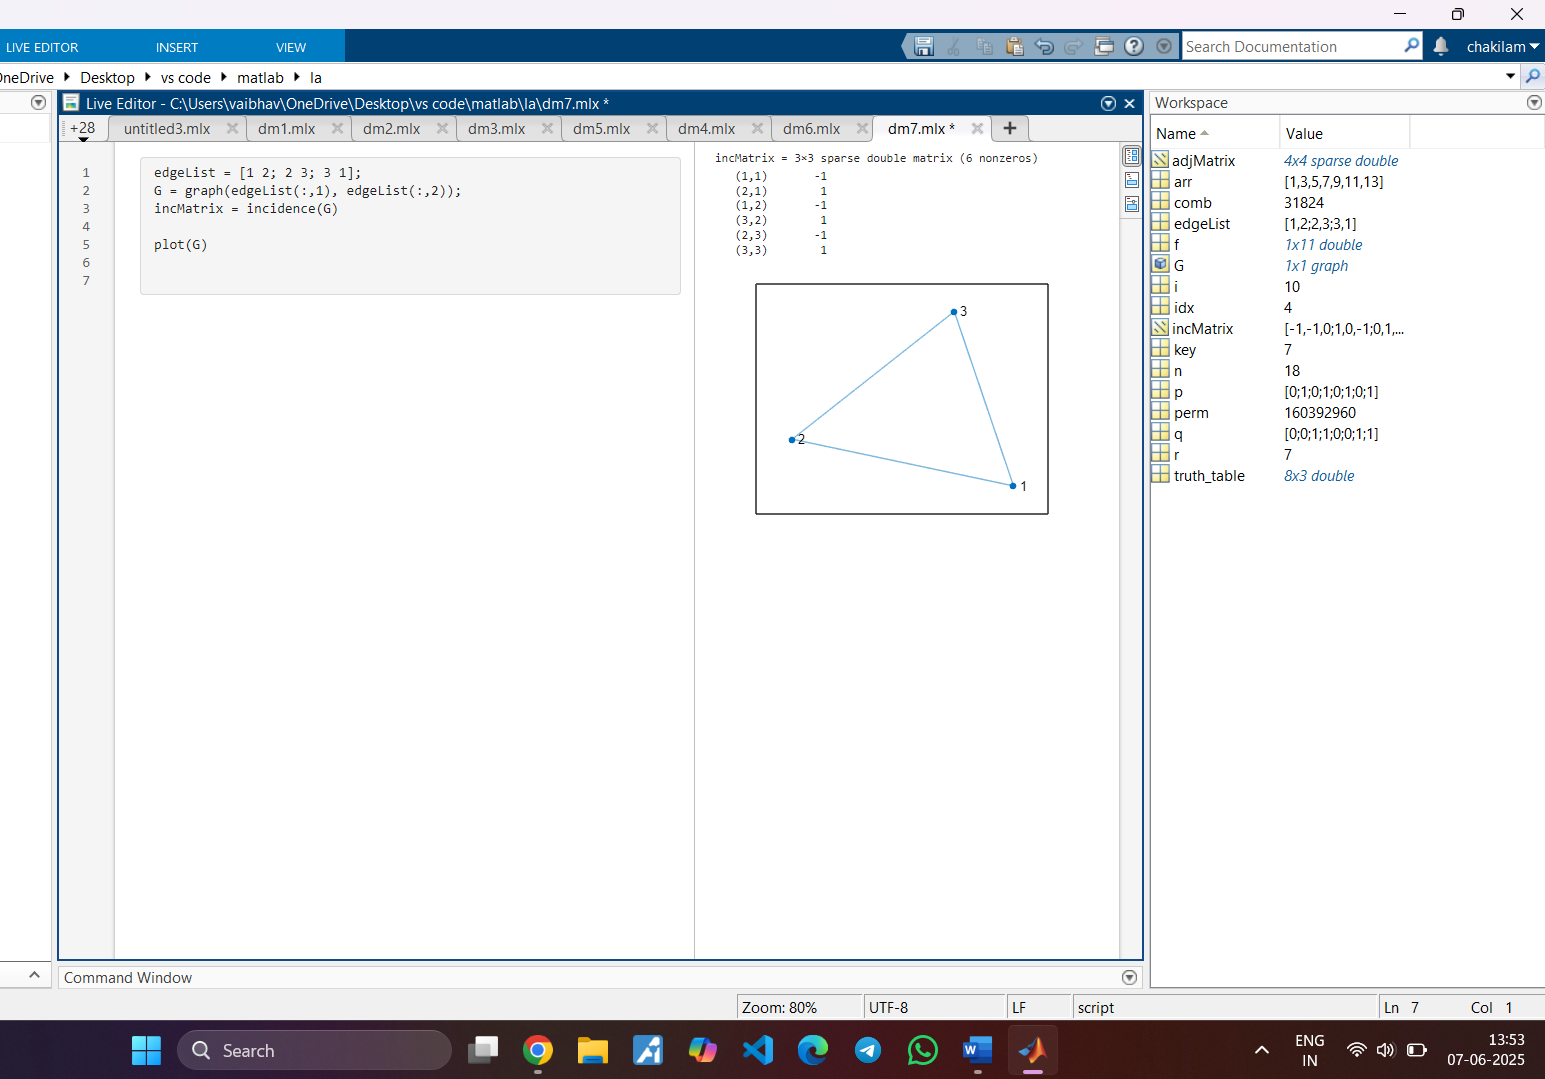 LIVE EDITOR INSERT VIEW
Search Documentation
chakilam
OneDrive Desktop vs code matlab la
Live Editor - C:\Users\vaibhav\OneDrive\Desktop\vs code\matlab\la\dm7.mlx *
+28 untitled3.mlx dm1.mlx dm2.mlx dm3.mlx dm5.mlx dm4.mlx dm6.mlx dm7.mlx * +
1 edgeList = [1 2; 2 3; 3 1];
2 G = graph(edgeList(:,1), edgeList(:,2));
3 incMatrix = incidence(G)
4
5 plot(G)
6
7
incMatrix = 3×3 sparse double matrix (6 nonzeros)
(1,1) -1
(2,1) 1
(1,2) -1
(3,2) 1
(2,3) -1
(3,3) 1
3
2
1
Workspace
Name Value
adjMatrix 4x4 sparse double
arr [1,3,5,7,9,11,13]
comb 31824
edgeList [1,2;2,3;3,1]
f 1x11 double
G 1x1 graph
i 10
idx 4
incMatrix [-1,-1,0;1,0,-1;0,1,...
key 7
n 18
p [0;1;0;1;0;1;0;1]
perm 160392960
q [0;0;1;1;0;0;1;1]
r 7
truth_table 8x3 double
Command Window
Zoom: 80% UTF-8 LF script Ln 7 Col 1
Search
ENG
IN
13:53
07-06-2025